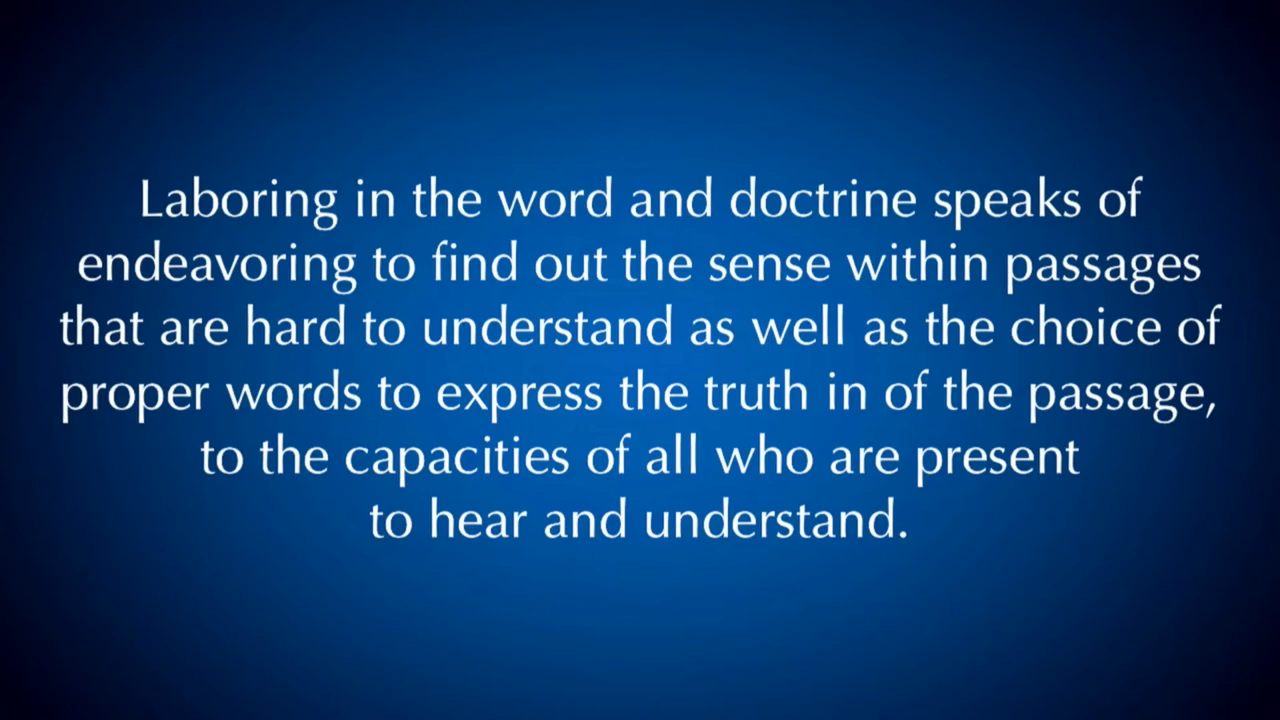 Laboring in the word and doctrine speaks of
endeavoring to find out the sense within passages
that are hard to understand as well as the choice of
proper words to express the truth in of the passage,
to the capacities of all who are present
to hear and understand.